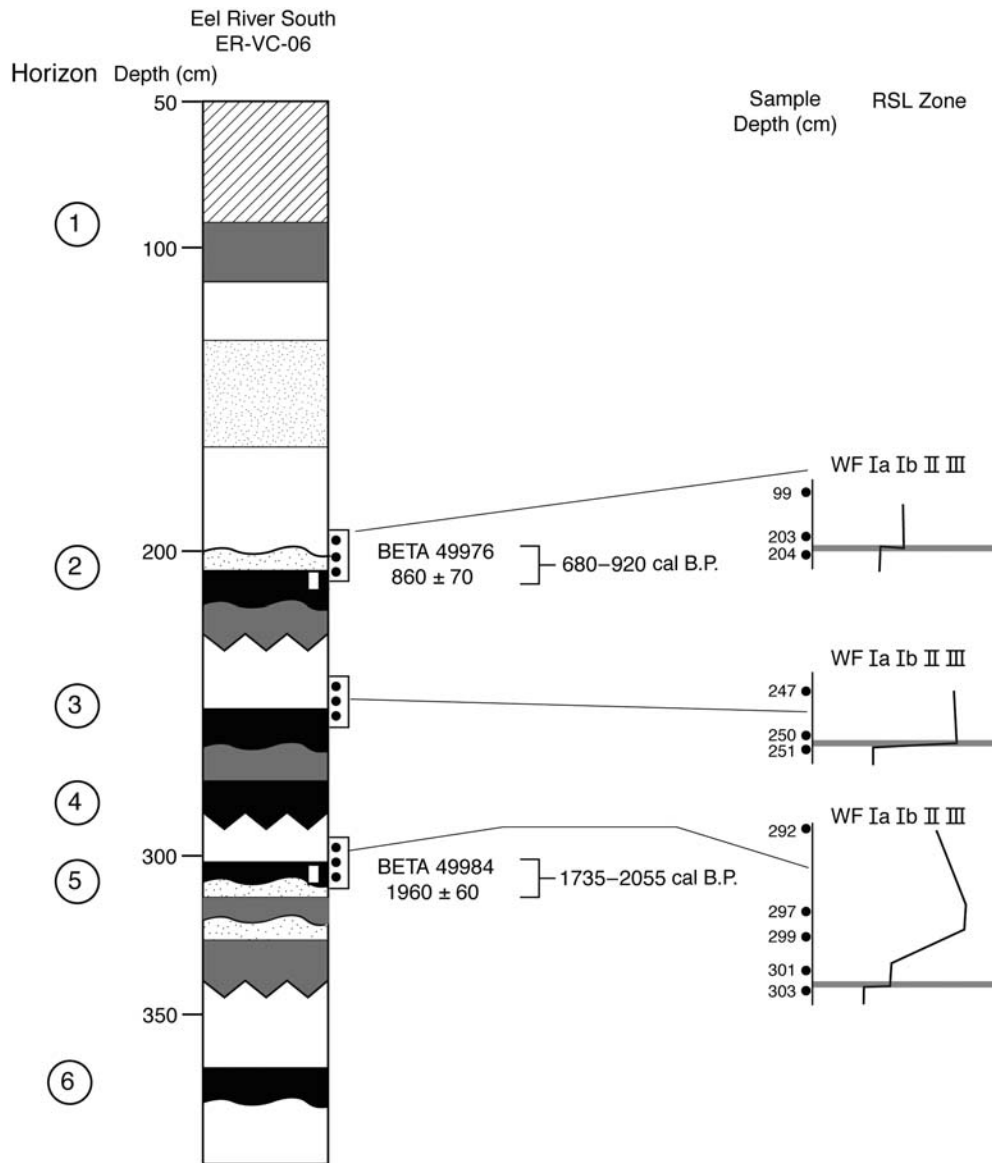 Eel River South
ER-VC-06
Horizon
Depth (cm)
Sample
Depth (cm)
RSL Zone
50
1
100
WF Ia Ib II III
99
203
204
200
2
BETA 49976
860 ± 70
680–920 cal B.P.
WF Ia Ib II III
247
250
251
3
4
WF Ia Ib II III
292
297
299
301
303
300
5
BETA 49984
1960 ± 60
1735–2055 cal B.P.
350
6